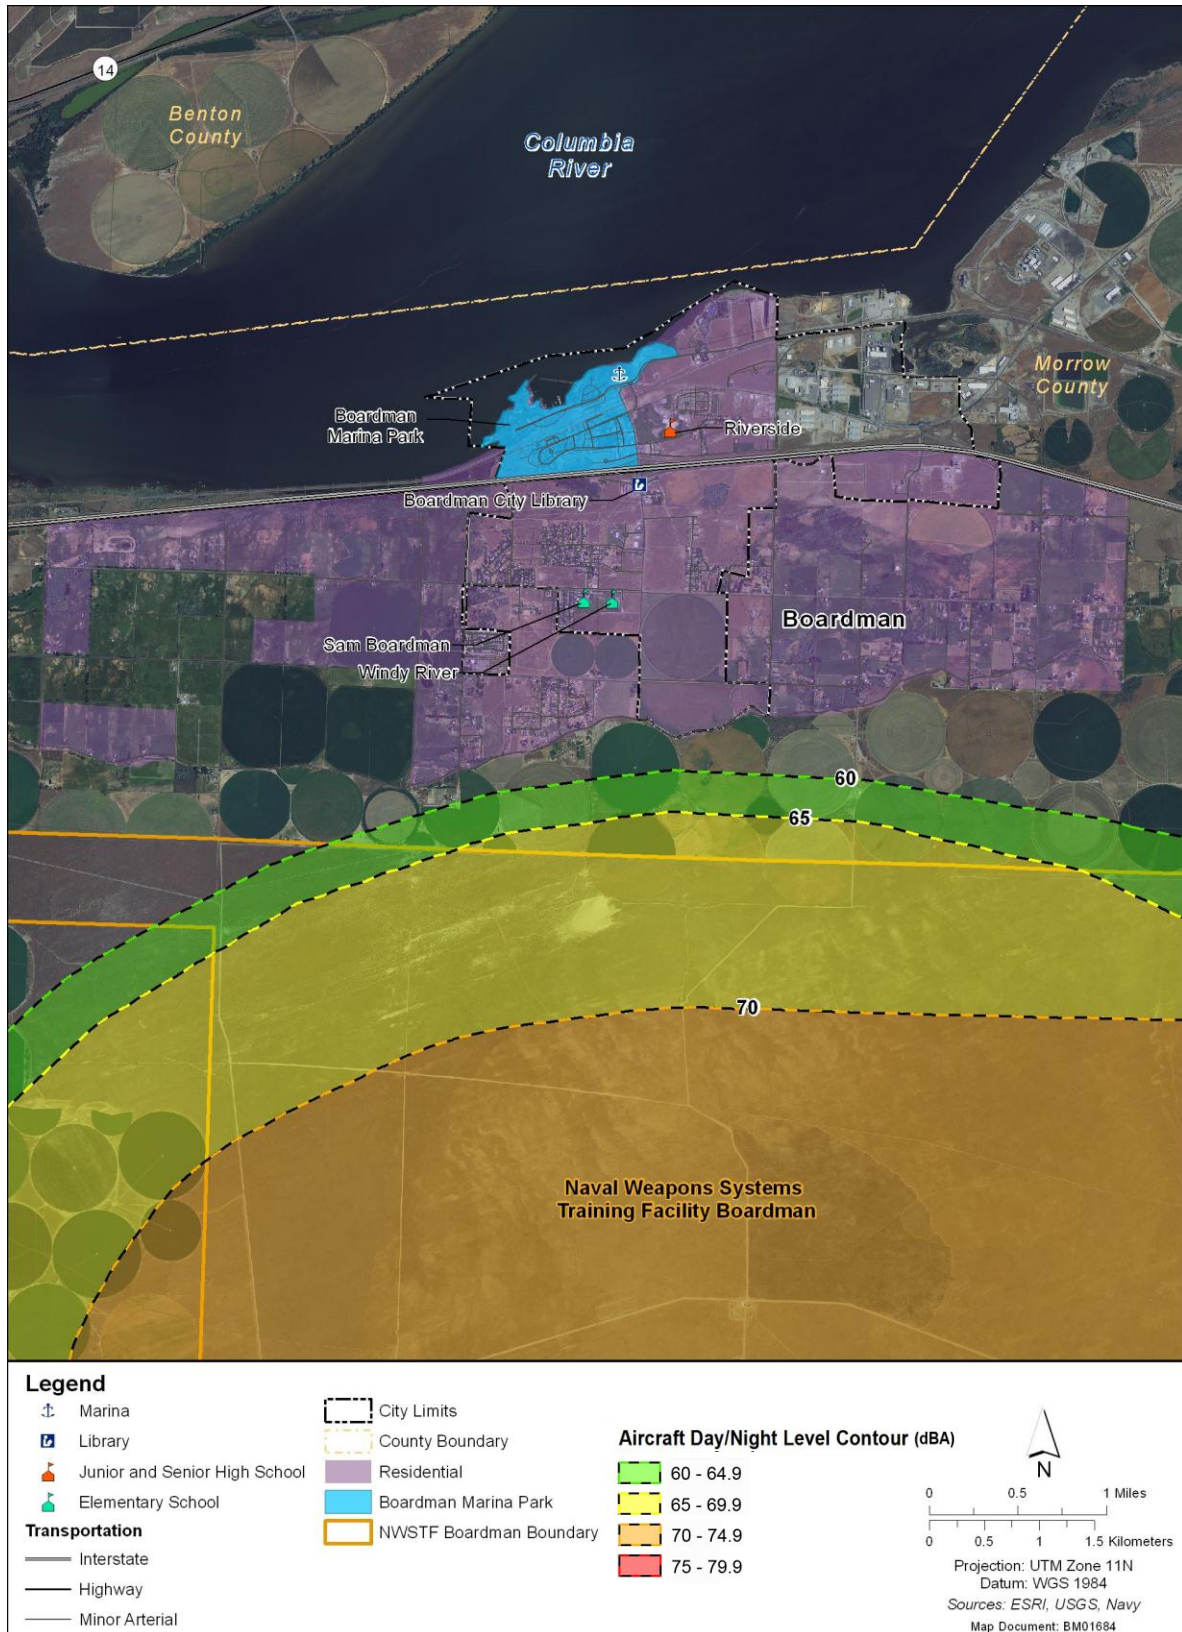 14
Benton
County
Columbia
River
Morrow
County
Boardman
Marina Park
Riverside
Boardman City Library
Boardman
Sam Boardman
Windy River
60
65
70
Naval Weapons Systems
Training Facility Boardman
Legend
Marina
Library
Junior and Senior High School
Elementary School
Transportation
Interstate
Highway
Minor Arterial
City Limits
County Boundary
Residential
Boardman Marina Park
NWSTF Boardman Boundary
Aircraft Day/Night Level Contour (dBA)
60 - 64.9
65 - 69.9
70 - 74.9
75 - 79.9
N
0 0.5 1 Miles
0 0.5 1 1.5 Kilometers
Projection: UTM Zone 11N
Datum: WGS 1984
Sources: ESRI, USGS, Navy
Map Document: BM01684